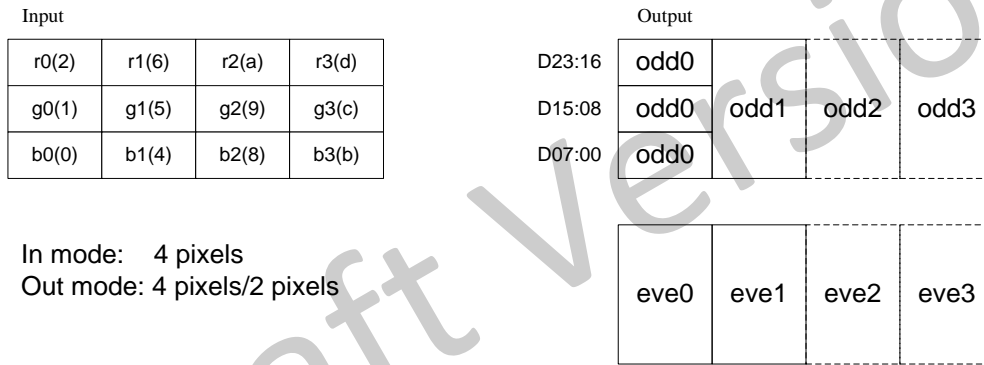 Input
Output
r0(2) r1(6) r2(a) r3(d)
g0(1) g1(5) g2(9) g3(c)
b0(0) b1(4) b2(8) b3(b)
D23:16 odd0
D15:08 odd0 odd1 odd2 odd3
D07:00 odd0
In mode: 4 pixels
Out mode: 4 pixels/2 pixels
eve0 eve1 eve2 eve3